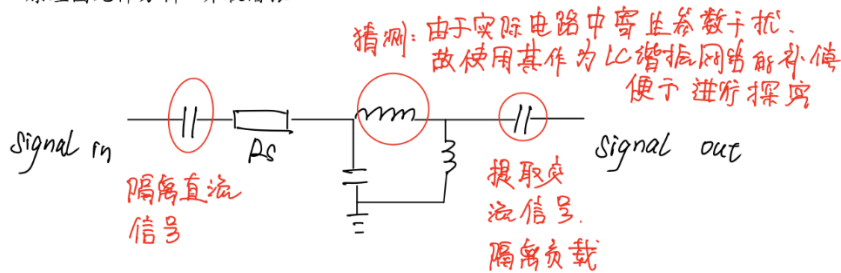 猜测：由于实际电路中寄生参数干扰.
故使用其作为LC谐振网络的补偿
便于进行探究
signal in
Rs
signal out
隔离直流
信号
提取交
流信号.
隔离负载